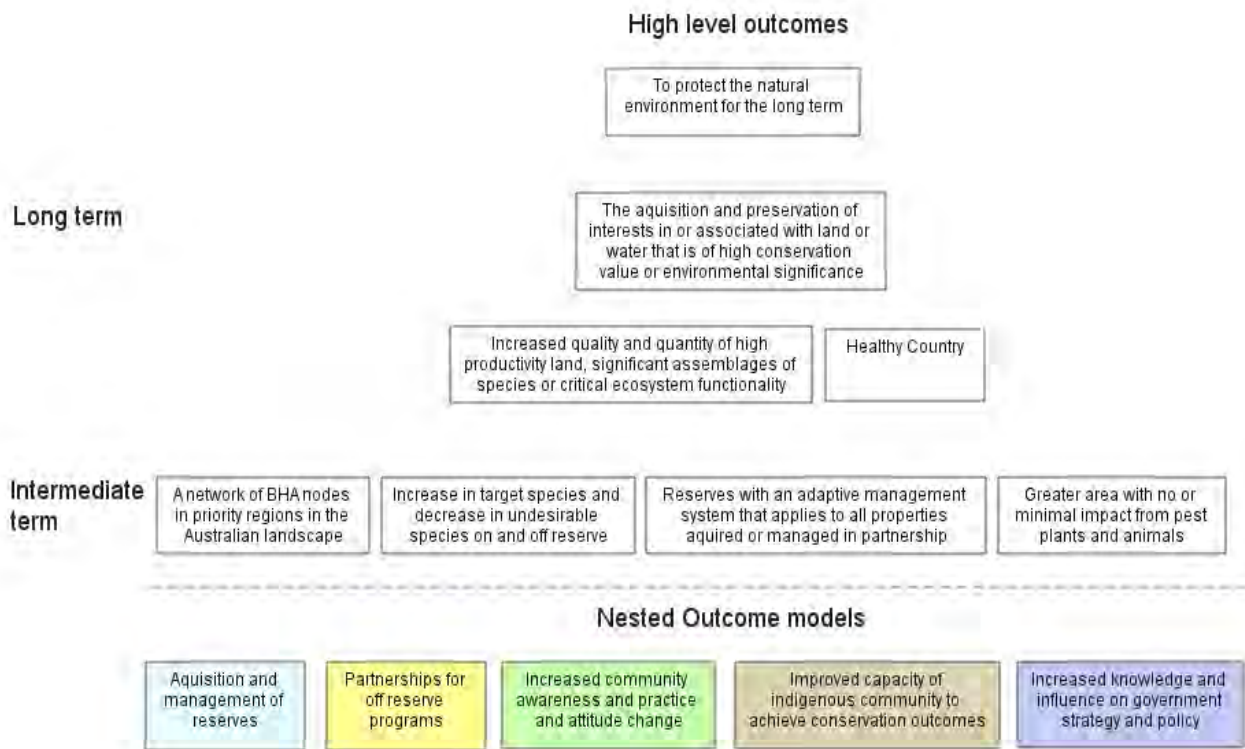 High level outcomes
To protect the natural
environment for the long term
Long term
The aquisition and preservation of
interests in or associated with land or
water that is of high conservation
value or environmental significance
Increased quality and quantity of high
productivity land, significant assemblages of
species or critical ecosystem functionality
Healthy Country
Intermediate
term
A network of BHA nodes
in priority regions in the
Australian landscape
Increase in target species and
decrease in undesirable
species on and off reserve
Reserves with an adaptive management
system that applies to all properties
aquired or managed in partnership
Greater area with no or
minimal impact from pest
plants and animals
Nested Outcome models
Aquisition and
management of
reserves
Partnerships for
off reserve
programs
Increased community
awareness and practice
and attitude change
Improved capacity of
indigenous community to
achieve conservation outcomes
Increased knowledge and
influence on government
strategy and policy